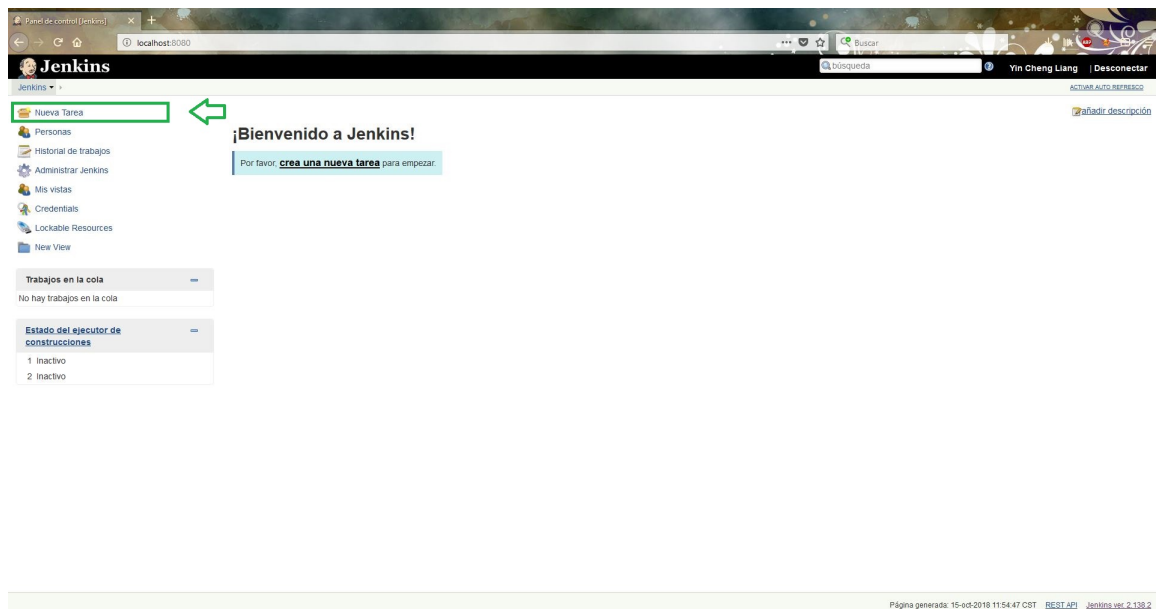 Panel de control [Jenkins]
localhost:8080
Buscar
ABP
Jenkins
búsqueda
Yin Cheng Liang | Desconectar
Jenkins
ACTIVAR AUTO REFRESCO
Nueva Tarea
añadir descripción
Personas
Historial de trabajos
Administrar Jenkins
Mis vistas
Credentials
Lockable Resources
New View
¡Bienvenido a Jenkins!
Por favor, crea una nueva tarea para empezar.
Trabajos en la cola
No hay trabajos en la cola
Estado del ejecutor de
construcciones
1 Inactivo
2 Inactivo
Página generada: 15-oct-2018 11:54:47 CST REST API Jenkins ver. 2.138.2